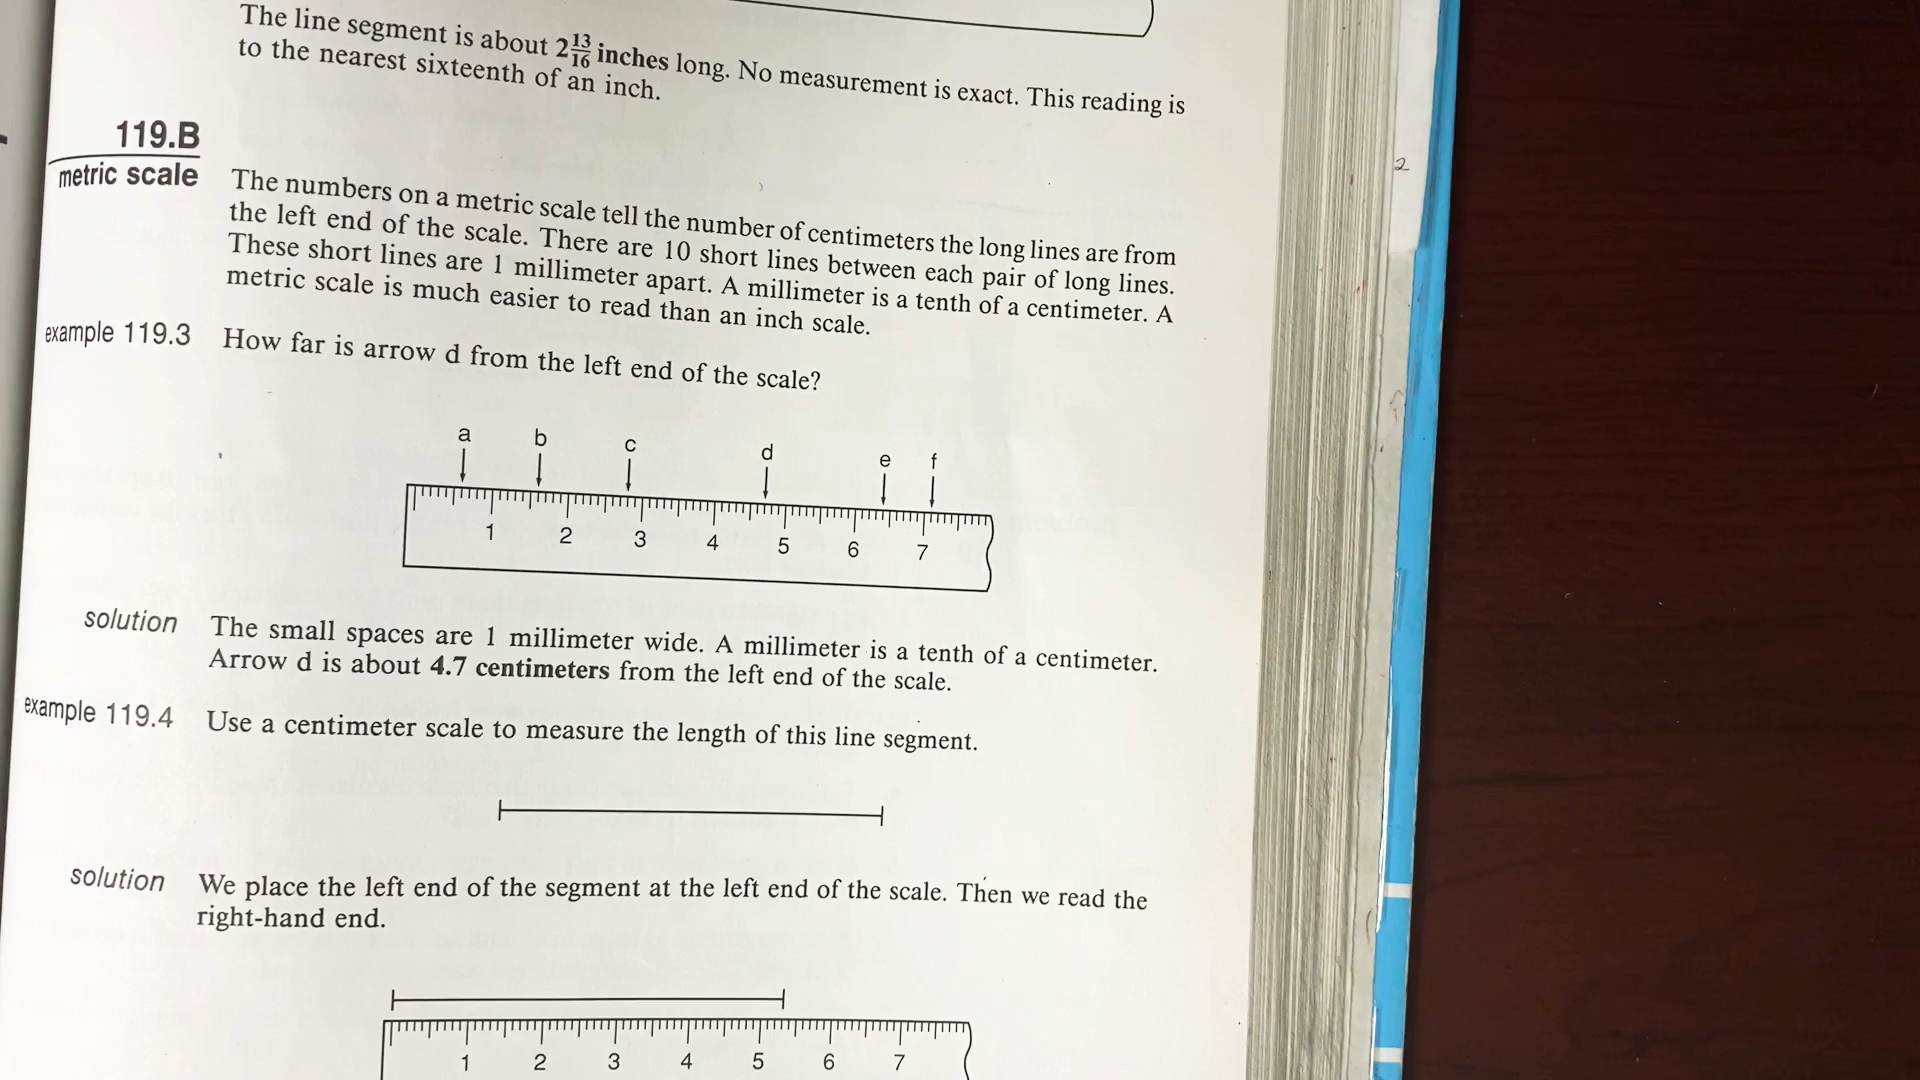 The line segment is about 2 13/16 inches long. No measurement is exact. This reading is
to the nearest sixteenth of an inch.
119.B
metric scale
The numbers on a metric scale tell the number of centimeters the long lines are from
the left end of the scale. There are 10 short lines between each pair of long lines.
These short lines are 1 millimeter apart. A millimeter is a tenth of a centimeter. A
metric scale is much easier to read than an inch scale.
example 119.3 How far is arrow d from the left end of the scale?
a b c d e f
1 2 3 4 5 6 7
solution The small spaces are 1 millimeter wide. A millimeter is a tenth of a centimeter.
Arrow d is about 4.7 centimeters from the left end of the scale.
example 119.4 Use a centimeter scale to measure the length of this line segment.
solution We place the left end of the segment at the left end of the scale. Then we read the
right-hand end.
1 2 3 4 5 6 7
2